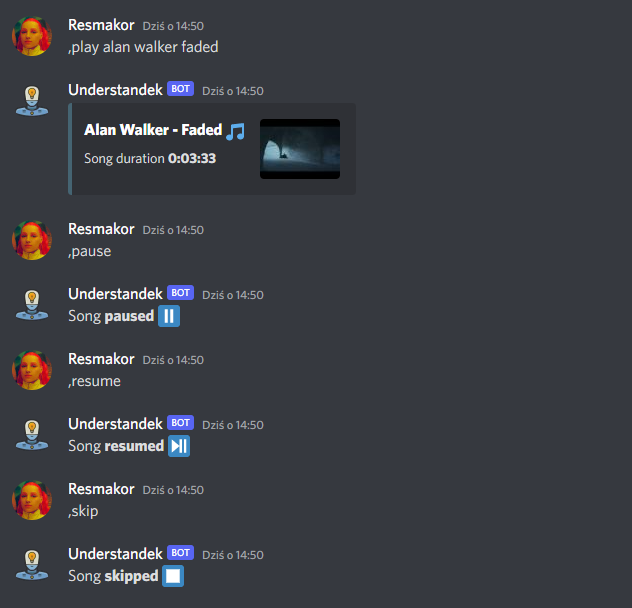 Resmakor Dziś o 14:50
,play alan walker faded
Understandek BOT Dziś o 14:50
Alan Walker - Faded 🎵
Song duration 0:03:33
Resmakor Dziś o 14:50
,pause
Understandek BOT Dziś o 14:50
Song paused ⏸️
Resmakor Dziś o 14:50
,resume
Understandek BOT Dziś o 14:50
Song resumed ⏯️
Resmakor Dziś o 14:50
,skip
Understandek BOT Dziś o 14:50
Song skipped ⏹️